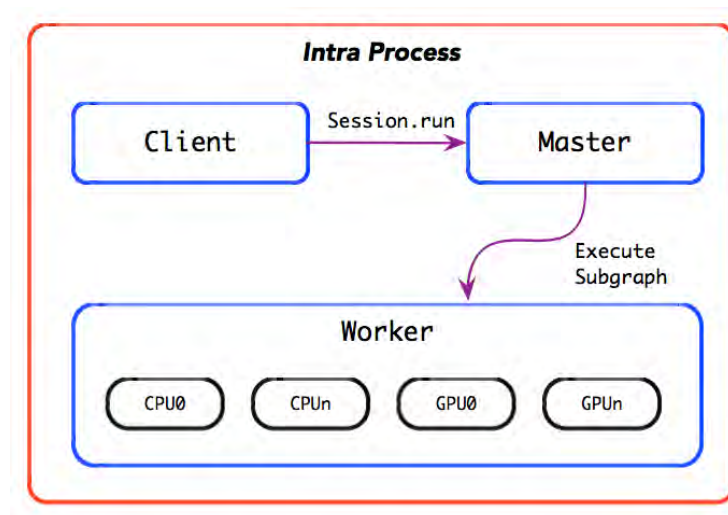 Intra Process
Client
Session.run
Master
Execute
Subgraph
Worker
CPU0
CPUn
GPU0
GPUn